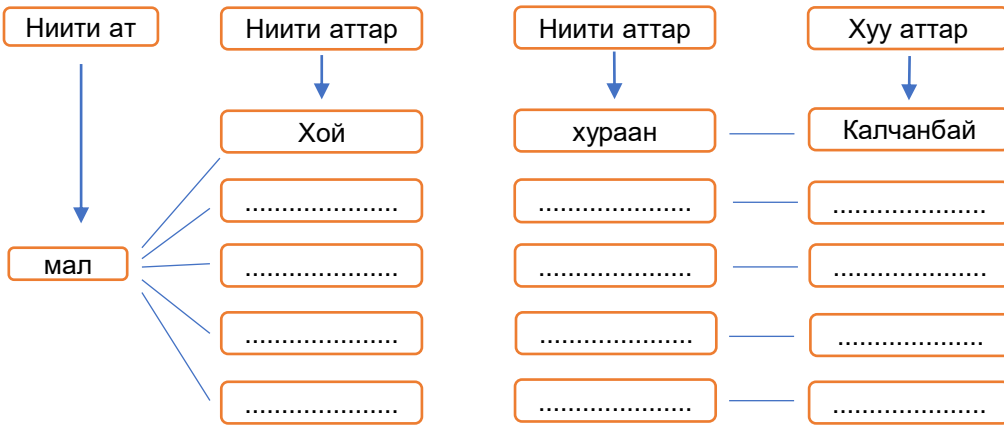 Ниити ат Ниити аттар Ниити аттар Хуу аттар
Хой хураан Калчанбай
..................... ..................... .....................
мал ..................... ..................... .....................
..................... ..................... ....................
..................... ..................... .....................